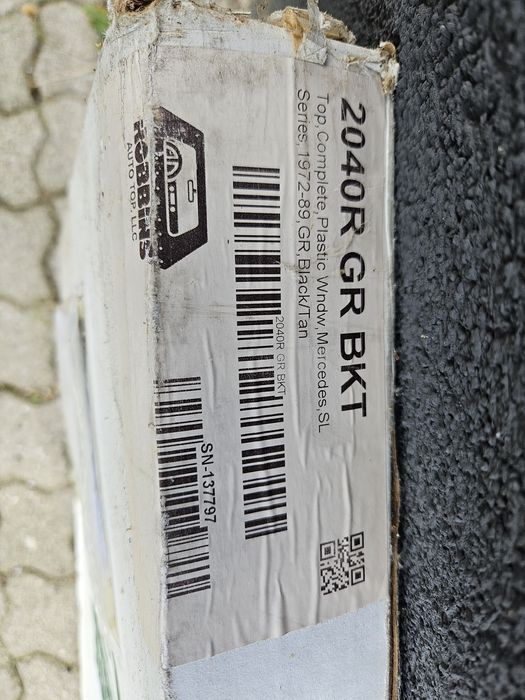 2040R GR BKT
Top,Complete,Plastic Wndw,Mercedes,SL
Series, 1972-89,GR,Black/Tan
2040R GR BKT
SN-137797
ROBBINS
AUTO TOP, LLC